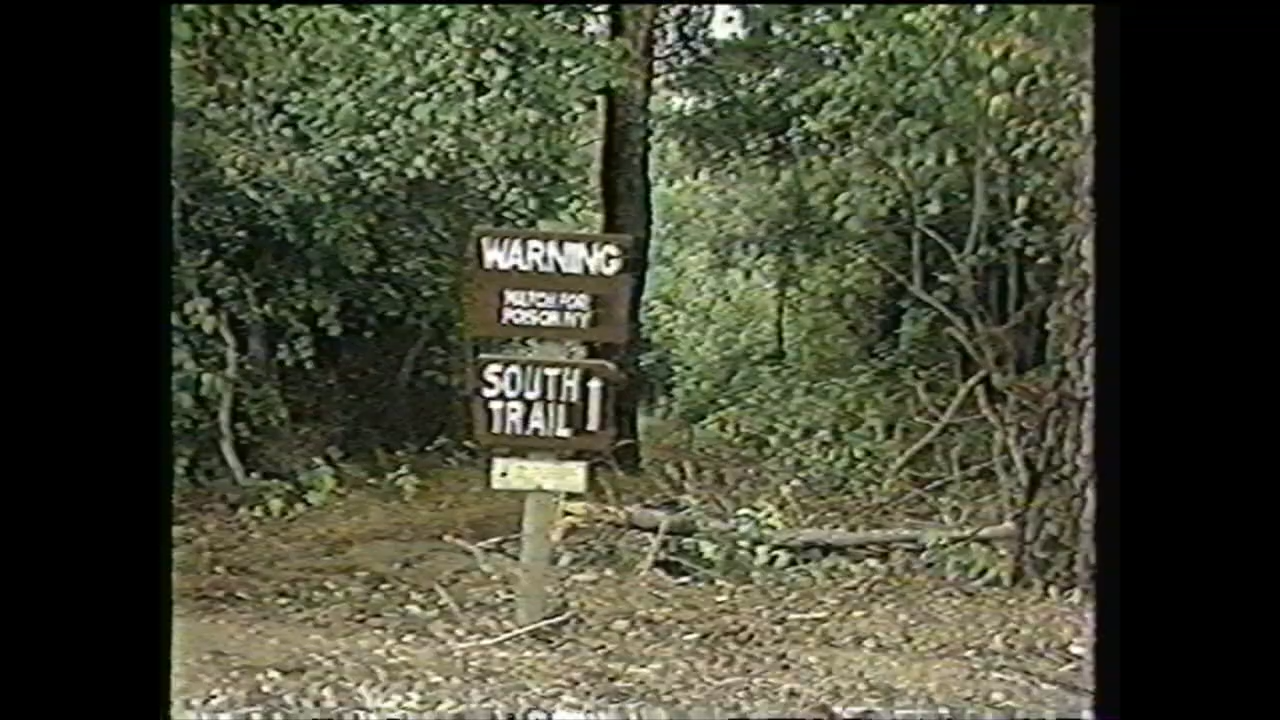 WARNING
WATCH FOR
POISON IVY
SOUTH
TRAIL